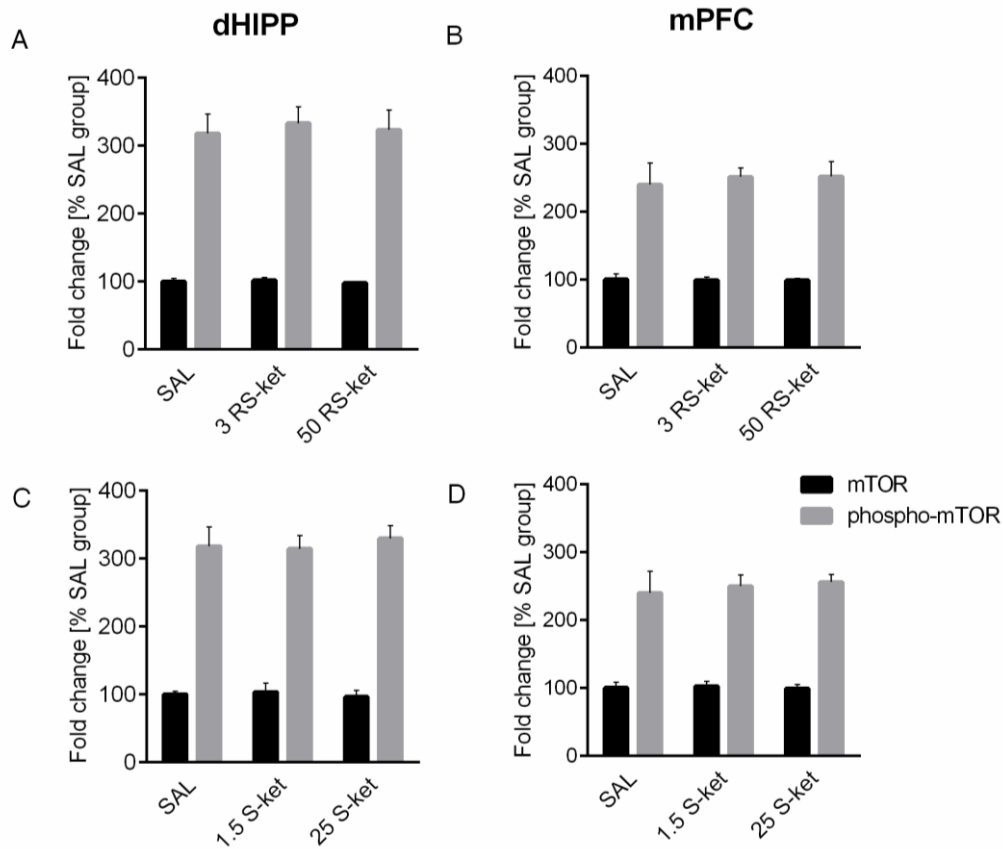 dHIPP
mPFC
A
B
Fold change [% SAL group]
400
300
200
100
0
SAL
3 RS-ket
50 RS-ket
Fold change [% SAL group]
400
300
200
100
0
SAL
3 RS-ket
50 RS-ket
C
Fold change [% SAL group]
400
300
200
100
0
SAL
1.5 S-ket
25 S-ket
D
Fold change [% SAL group]
400
300
200
100
0
SAL
1.5 S-ket
25 S-ket
mTOR
phospho-mTOR